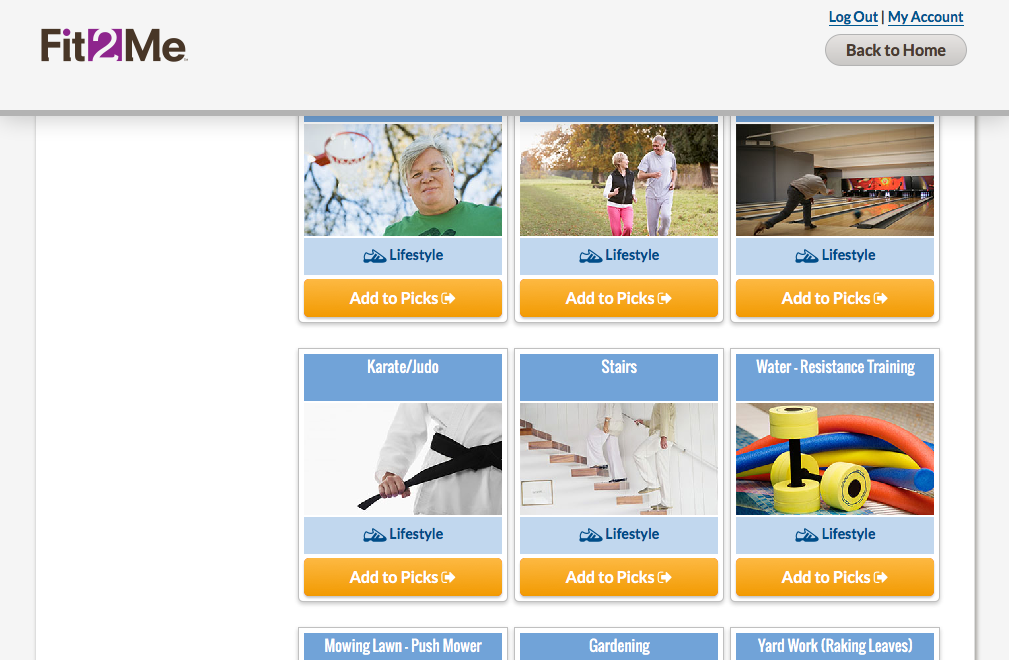 Log Out | My Account
Fit2Me
Back to Home
Lifestyle
Lifestyle
Lifestyle
Add to Picks
Add to Picks
Add to Picks
Karate/Judo
Stairs
Water - Resistance Training
Lifestyle
Lifestyle
Lifestyle
Add to Picks
Add to Picks
Add to Picks
Mowing Lawn - Push Mower
Gardening
Yard Work (Raking Leaves)